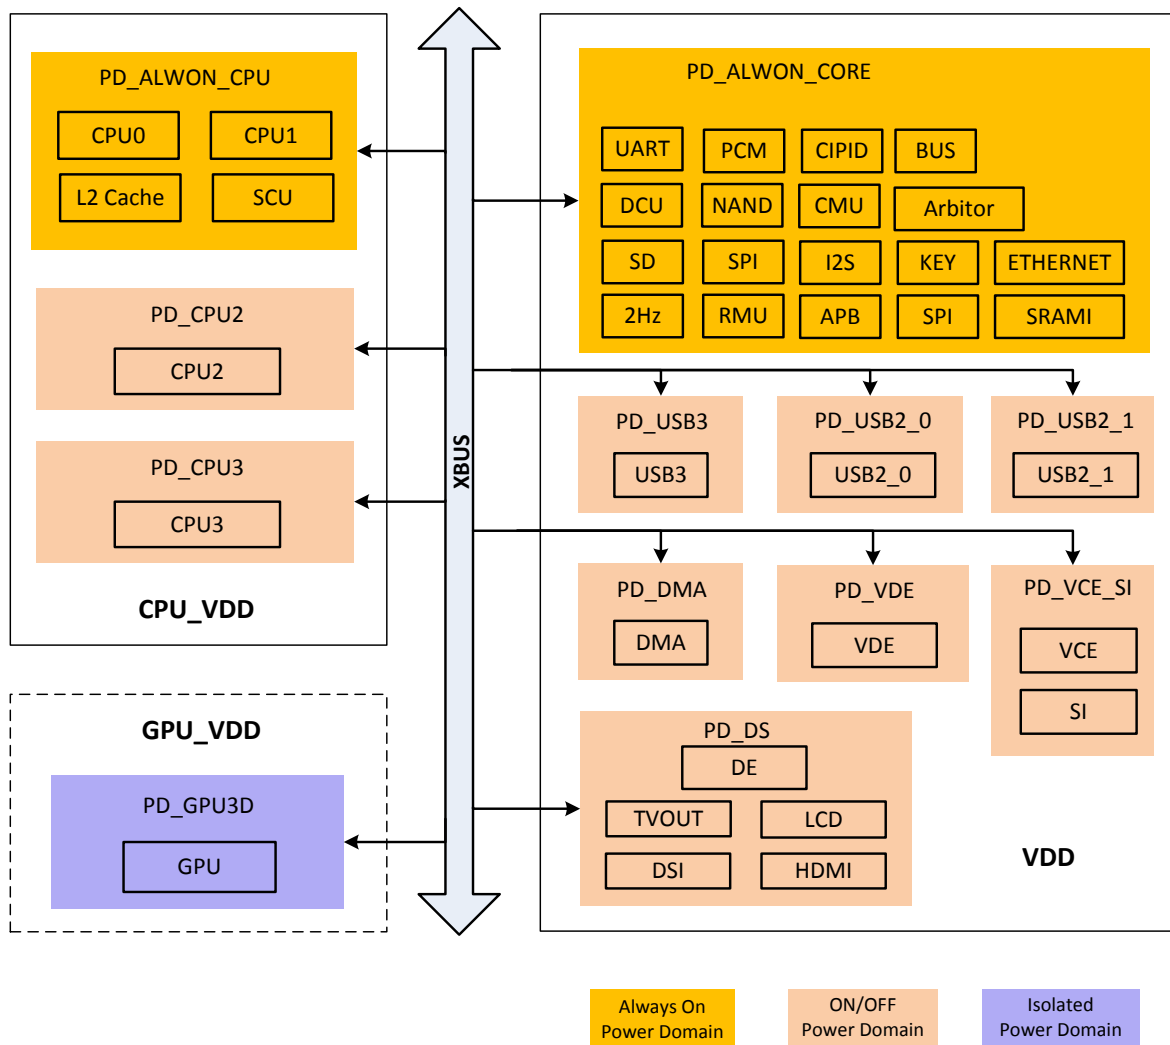 PD_ALWON_CPU
CPU0 CPU1
L2 Cache SCU
PD_CPU2
CPU2
PD_CPU3
CPU3
CPU_VDD
GPU_VDD
PD_GPU3D
GPU
XBUS
PD_ALWON_CORE
UART PCM CIPID BUS
DCU NAND CMU Arbitor
SD SPI I2S KEY ETHERNET
2Hz RMU APB SPI SRAMI
PD_USB3 PD_USB2_0 PD_USB2_1
USB3 USB2_0 USB2_1
PD_DMA PD_VDE PD_VCE_SI
DMA VDE VCE
SI
PD_DS
DE
TVOUT LCD
DSI HDMI
VDD
Always On
Power Domain
ON/OFF
Power Domain
Isolated
Power Domain